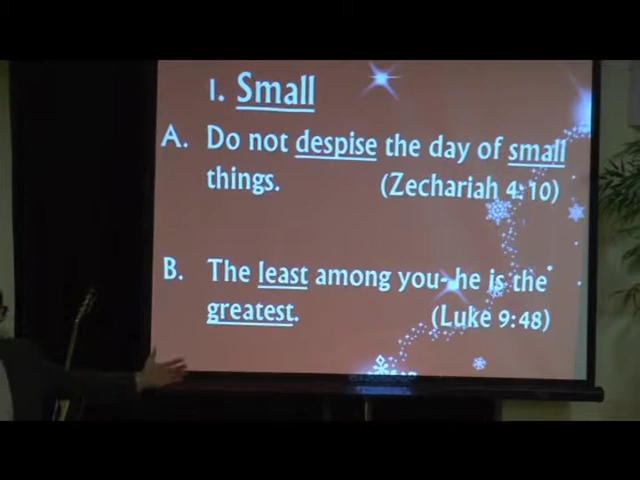 I. Small
A. Do not despise the day of small
things. (Zechariah 4:10)
B. The least among you- he is the
greatest. (Luke 9:48)